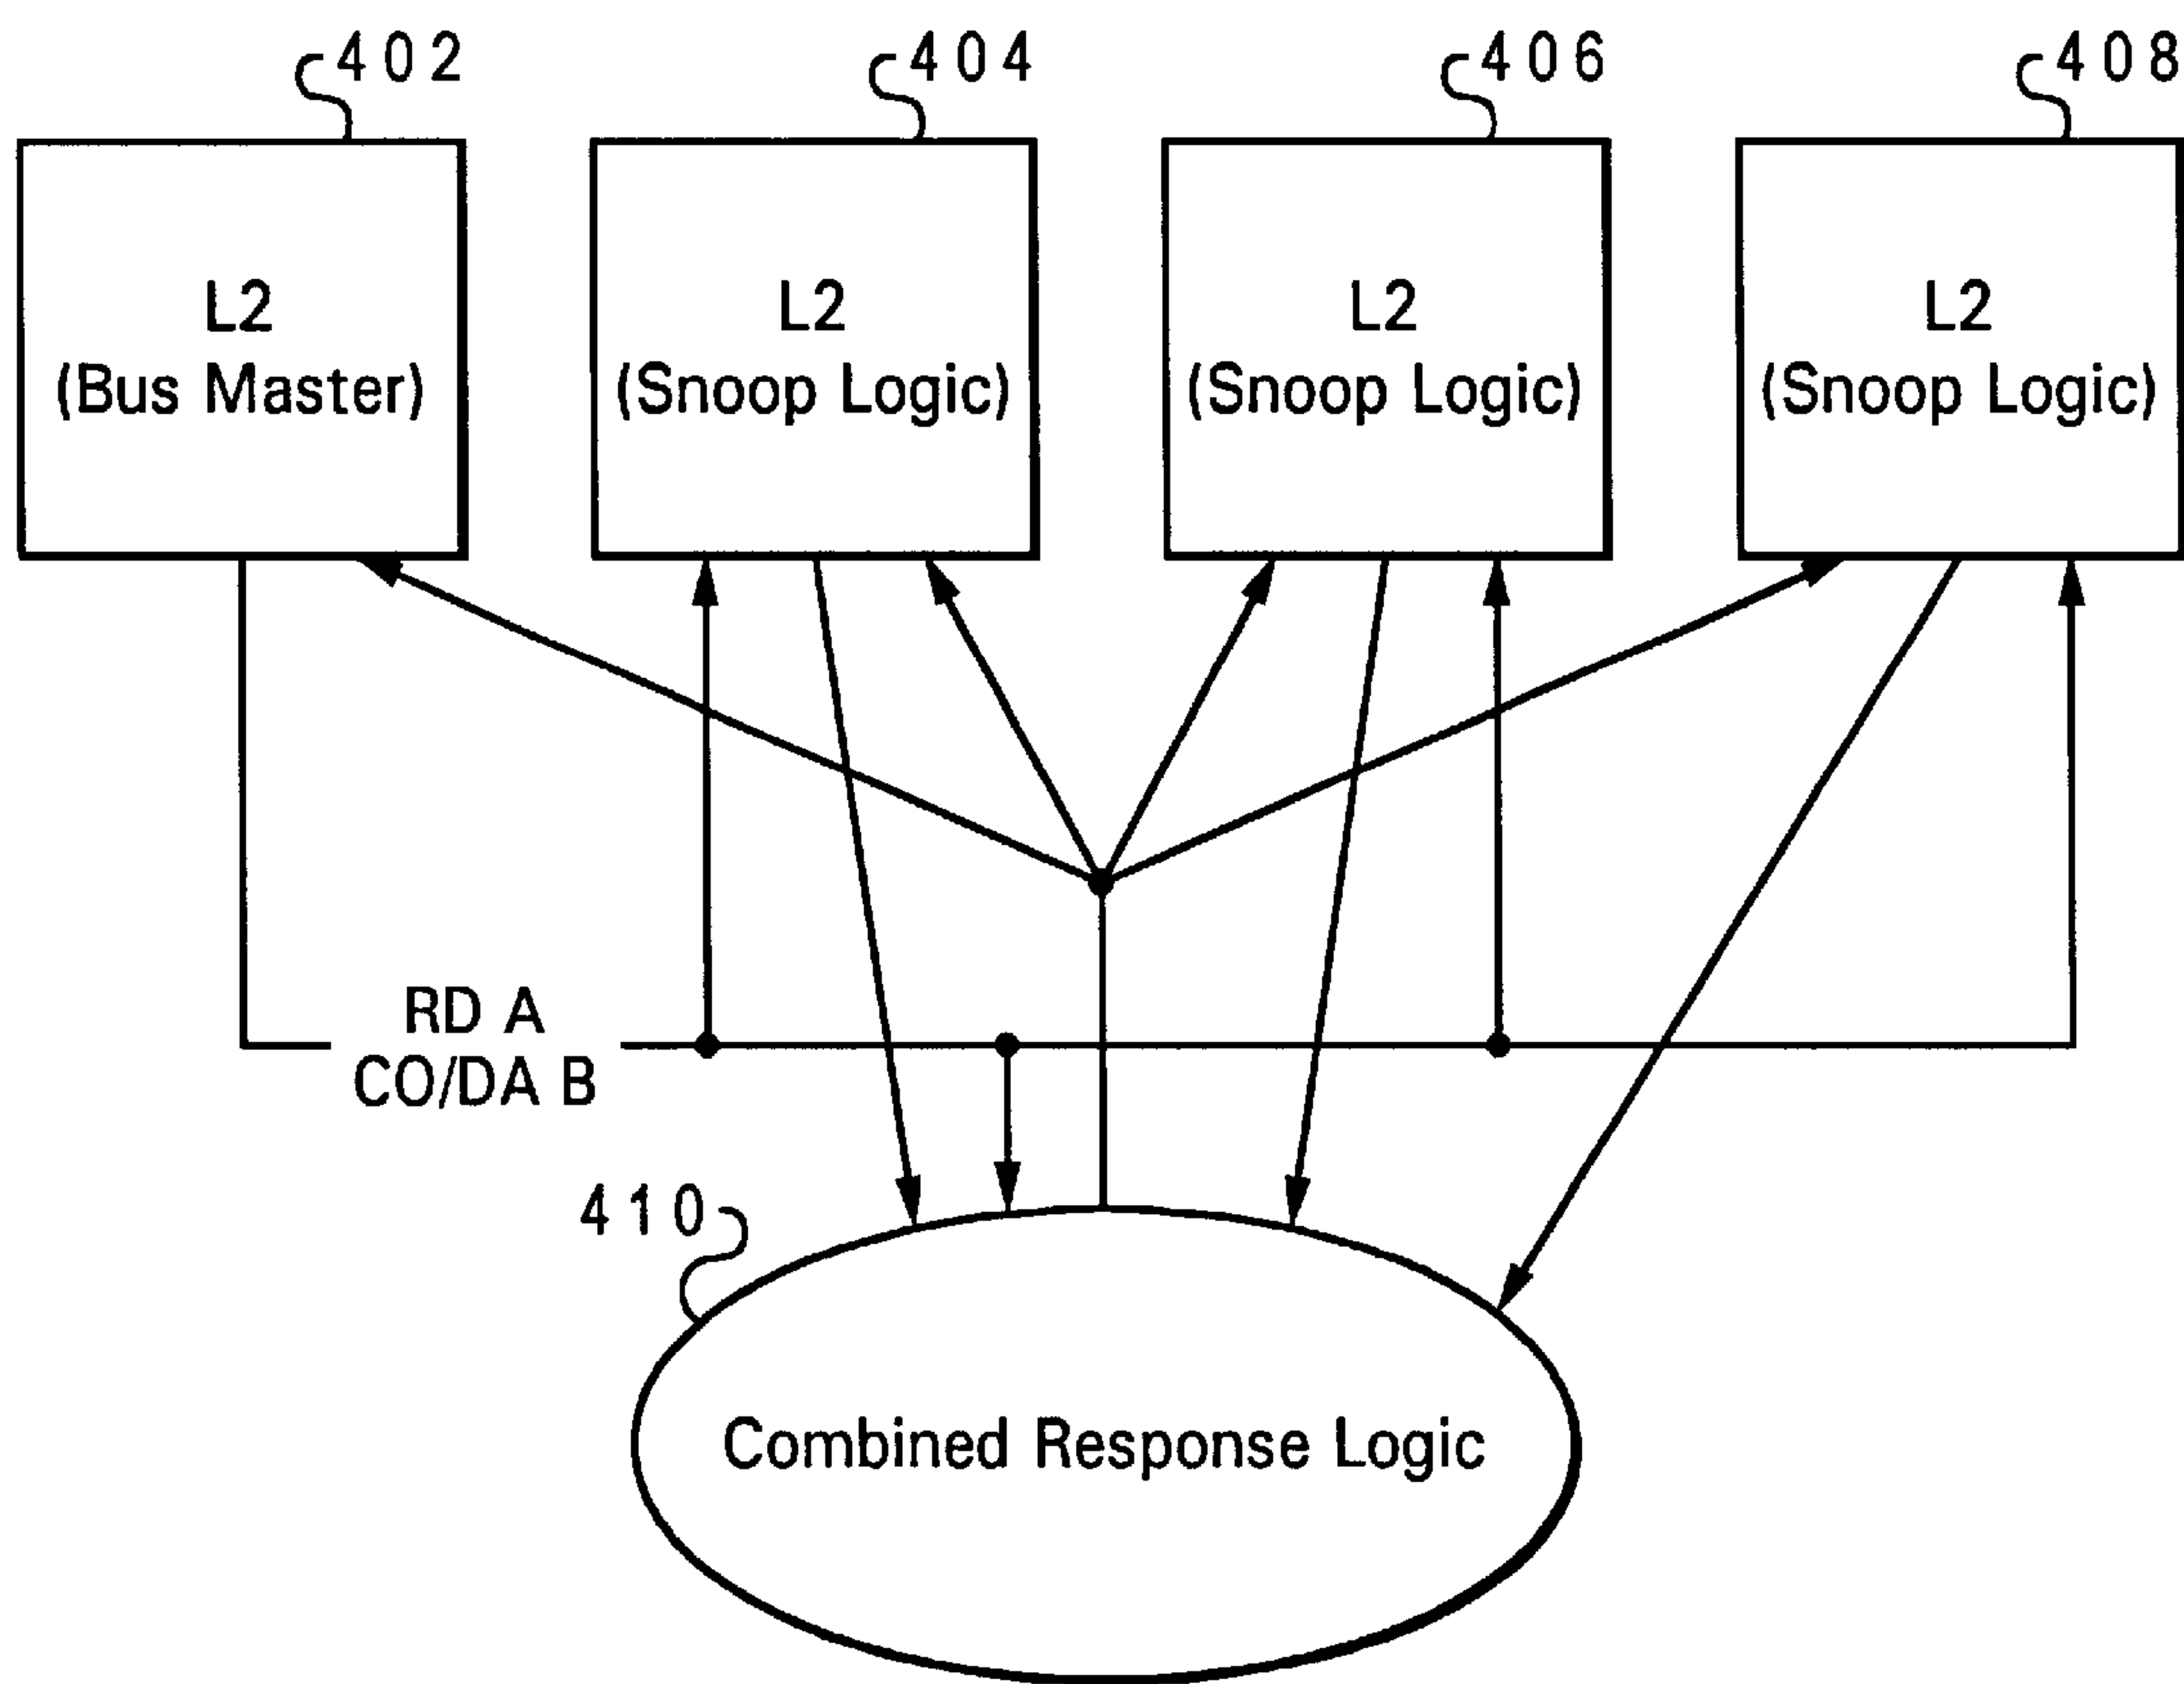 402
404
406
408
L2
(Bus Master)
L2
(Snoop Logic)
L2
(Snoop Logic)
L2
(Snoop Logic)
RD A
CO/DA B
410
Combined Response Logic